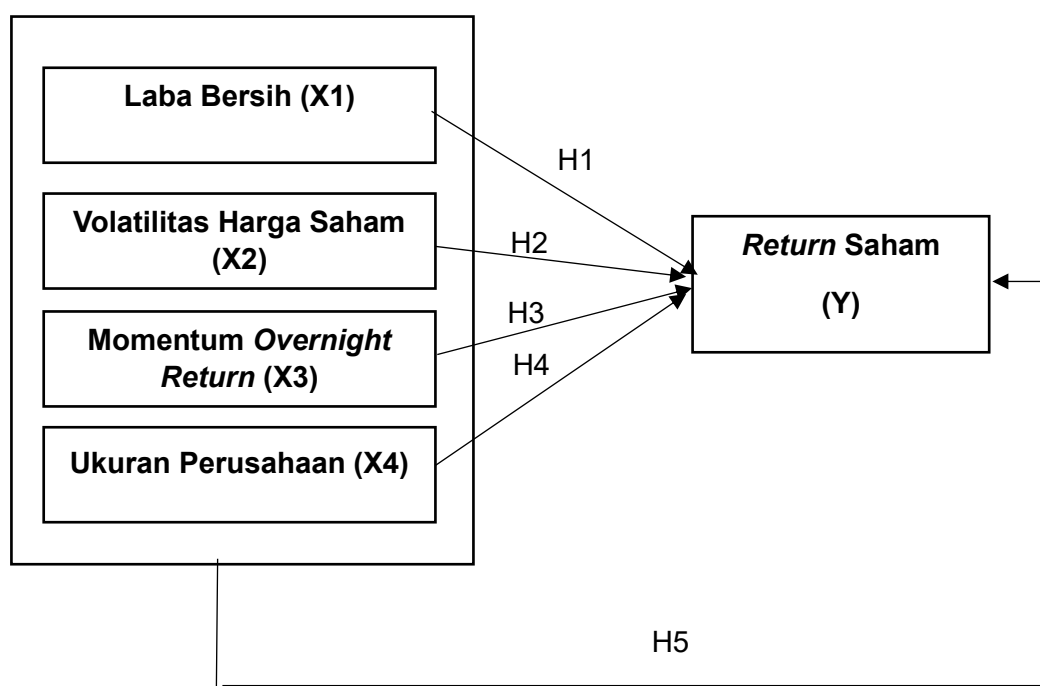 Laba Bersih (X1)
Volatilitas Harga Saham
(X2)
Momentum Overnight
Return (X3)
Ukuran Perusahaan (X4)
H1
H2
H3
H4
Return Saham
(Y)
H5